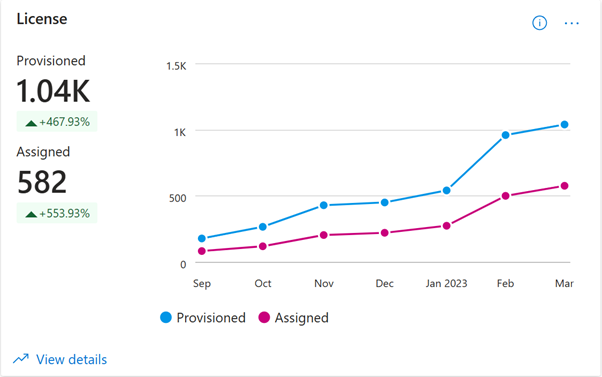 License
Provisioned
1.04K
+467.93%
Assigned
582
+553.93%
1.5K
1K
500
0
Sep Oct Nov Dec Jan 2023 Feb Mar
Provisioned Assigned
View details